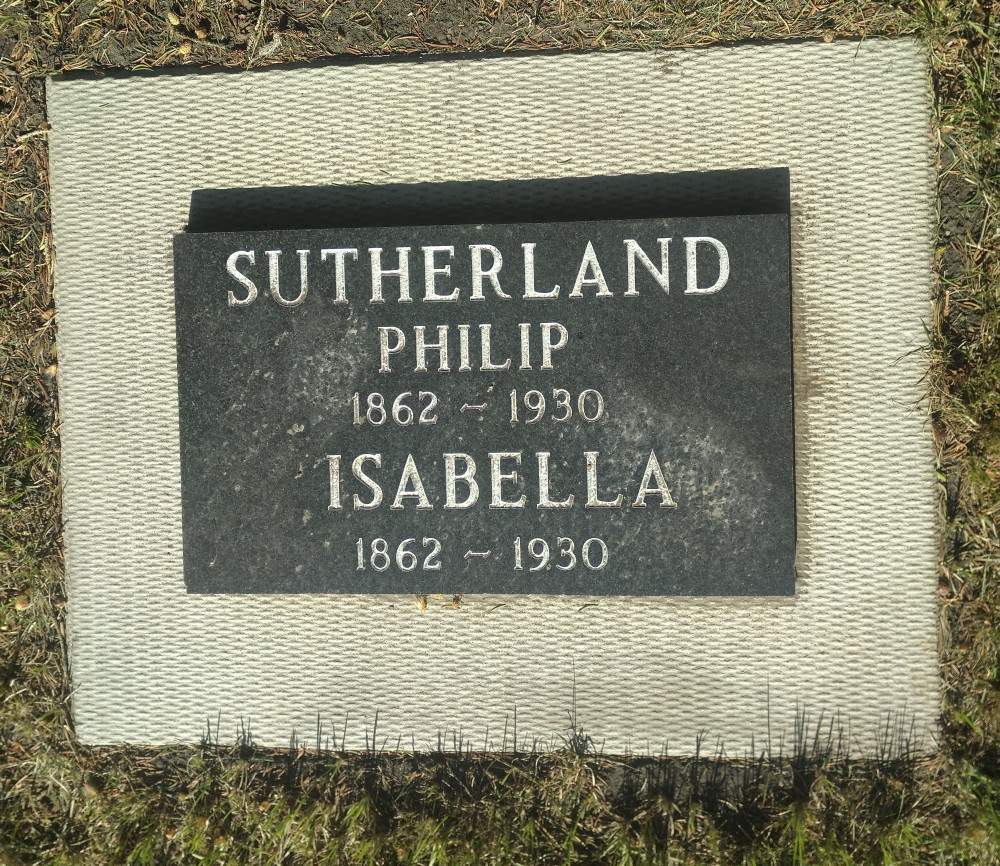 SUTHERLAND
PHILIP
1862 ~ 1930
ISABELLA
1862 ~ 1930